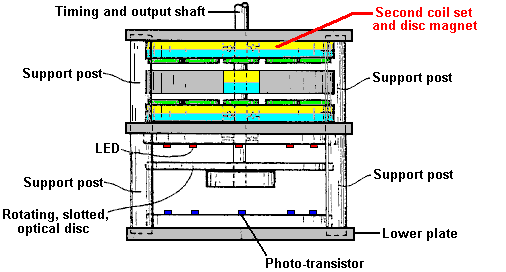 Timing and output shaft
Second coil set
and disc magnet
Support post
Support post
LED
Support post
Support post
Rotating, slotted,
optical disc
Lower plate
Photo-transistor